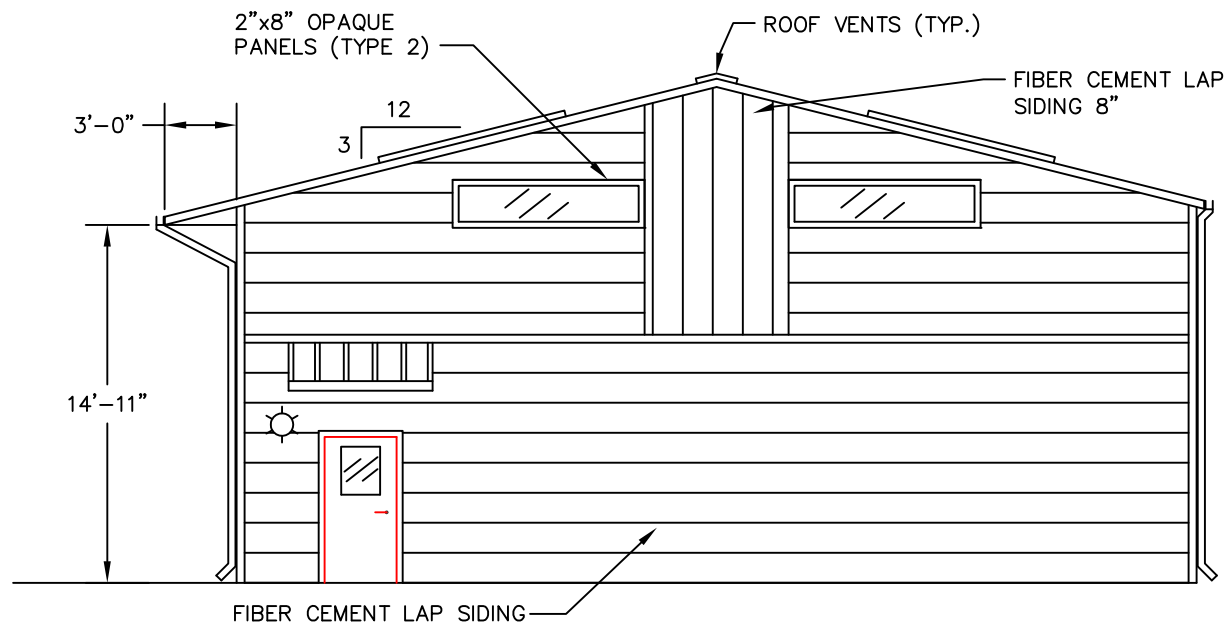 2”x8” OPAQUE
PANELS (TYPE 2)
ROOF VENTS (TYP.)
FIBER CEMENT LAP
SIDING 8”
3’–0”
12
3
14’–11”
FIBER CEMENT LAP SIDING